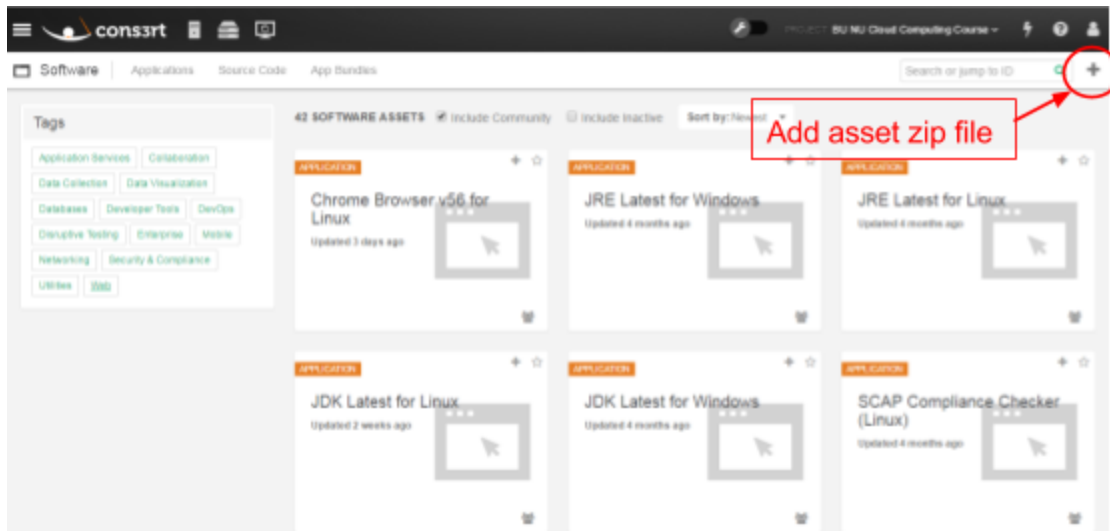 cons3rt
PROJECT: BU NU Cloud Computing Course
Software Applications Source Code App Bundles
Search or jump to ID
Add asset zip file
Tags
Application Services Collaboration
Data Collection Data Visualization
Databases Developer Tools DevOps
Disruptive Testing Enterprise Mobile
Networking Security & Compliance
Utilities Web
42 SOFTWARE ASSETS Include Community Include Inactive Sort by: Newest
APPLICATION
Chrome Browser v56 for
Linux
Updated 3 days ago
APPLICATION
JRE Latest for Windows
Updated 4 months ago
APPLICATION
JRE Latest for Linux
Updated 4 months ago
APPLICATION
JDK Latest for Linux
Updated 2 weeks ago
APPLICATION
JDK Latest for Windows
Updated 4 months ago
APPLICATION
SCAP Compliance Checker
(Linux)
Updated 4 months ago